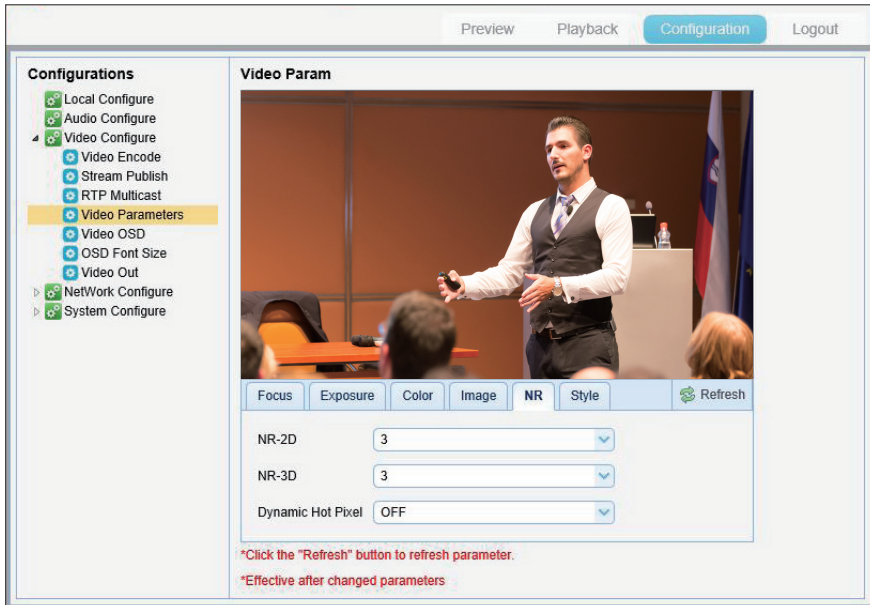 Preview Playback Configuration Logout
Configurations
Local Configure
Audio Configure
Video Configure
Video Encode
Stream Publish
RTP Multicast
Video Parameters
Video OSD
OSD Font Size
Video Out
NetWork Configure
System Configure
Video Param
Focus Exposure Color Image NR Style Refresh
NR-2D 3
NR-3D 3
Dynamic Hot Pixel OFF
*Click the "Refresh" button to refresh parameter.
*Effective after changed parameters